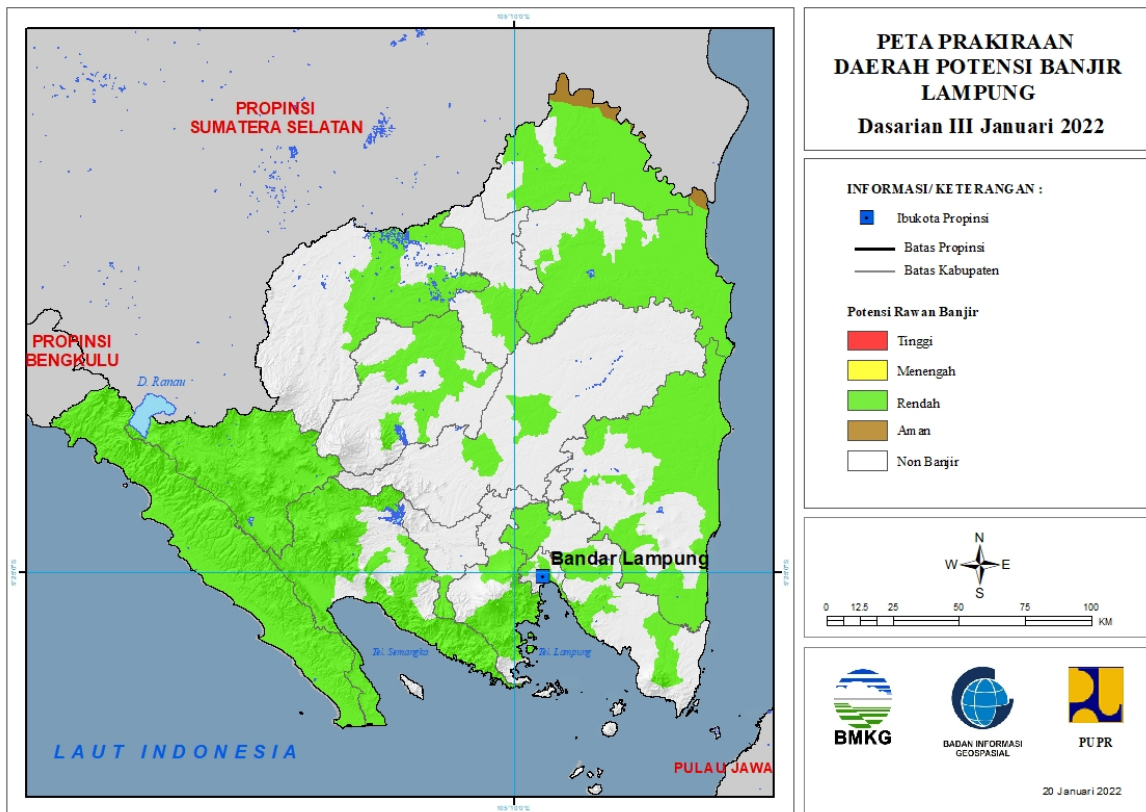 105°0'0"E
PROPINSI
SUMATERA SELATAN
PROPINSI
BENGKULU
D. Ranau
Bandar Lampung
Tel. Semangka
Tel. Lampung
LAUT INDONESIA
PULAU JAWA
PETA PRAKIRAAN
DAERAH POTENSI BANJIR
LAMPUNG
Dasarian III Januari 2022
INFORMASI/ KETERANGAN :
Ibukota Propinsi
Batas Propinsi
Batas Kabupaten
Potensi Rawan Banjir
Tinggi
Menengah
Rendah
Aman
Non Banjir
N
W E
S
0 12.5 25 50 75 100
KM
BMKG
BADAN INFORMASI
GEOSPASIAL
PUPR
20 Januari 2022